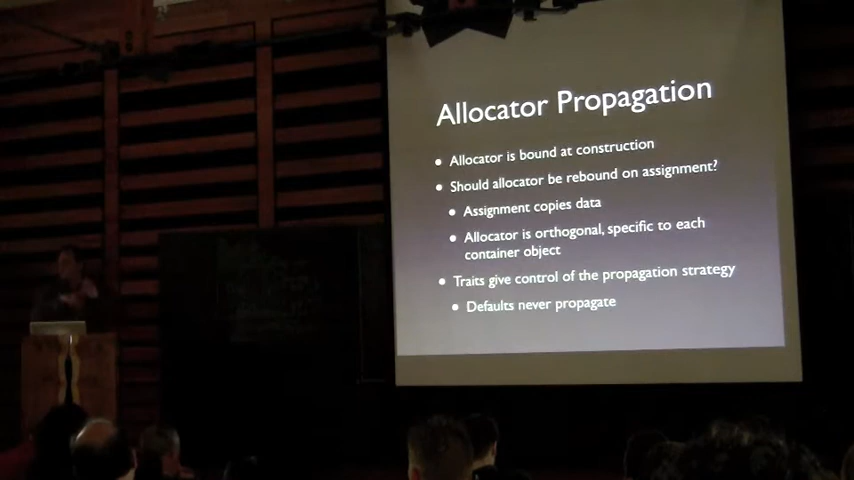 Allocator Propagation
• Allocator is bound at construction
• Should allocator be rebound on assignment?
• Assignment copies data
• Allocator is orthogonal, specific to each
container object
• Traits give control of the propagation strategy
• Defaults never propagate